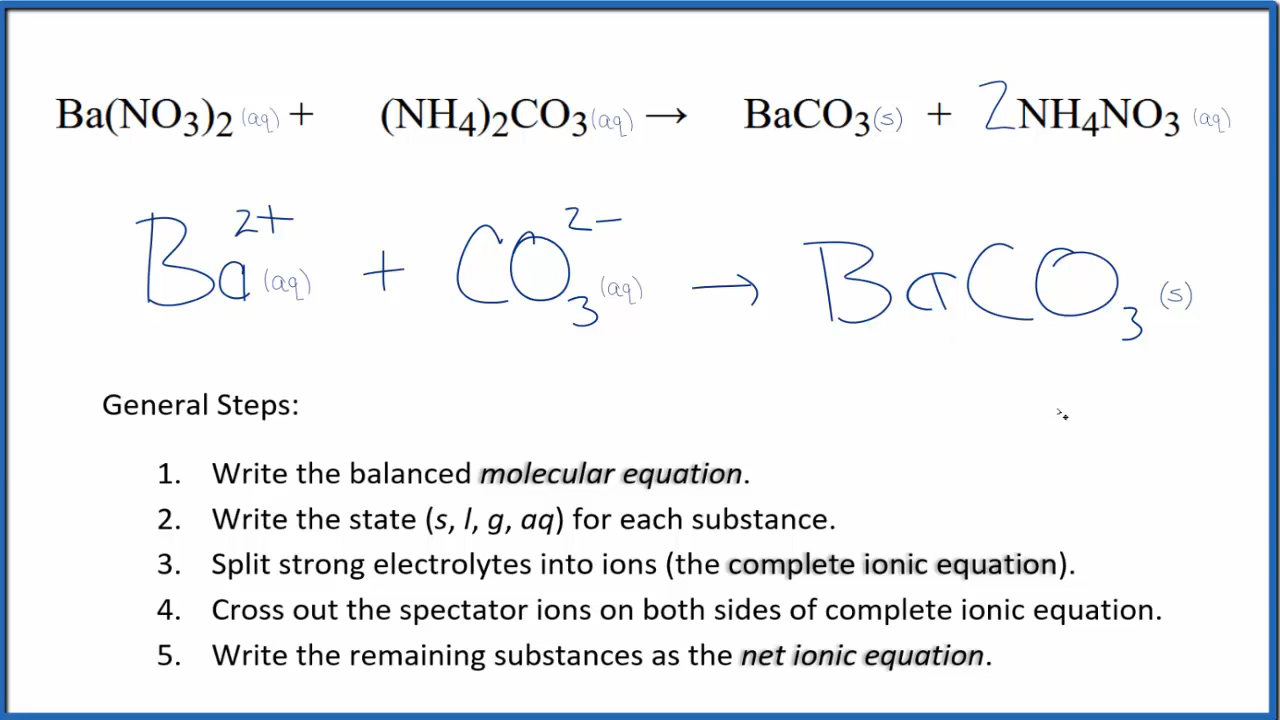 Ba(NO3)2 (aq) + (NH4)2CO3(aq) → BaCO3(s) + 2NH4NO3 (aq)
Ba2+(aq) + CO3 2−(aq) → BaCO3(s)
General Steps:
1. Write the balanced molecular equation.
2. Write the state (s, l, g, aq) for each substance.
3. Split strong electrolytes into ions (the complete ionic equation).
4. Cross out the spectator ions on both sides of complete ionic equation.
5. Write the remaining substances as the net ionic equation.